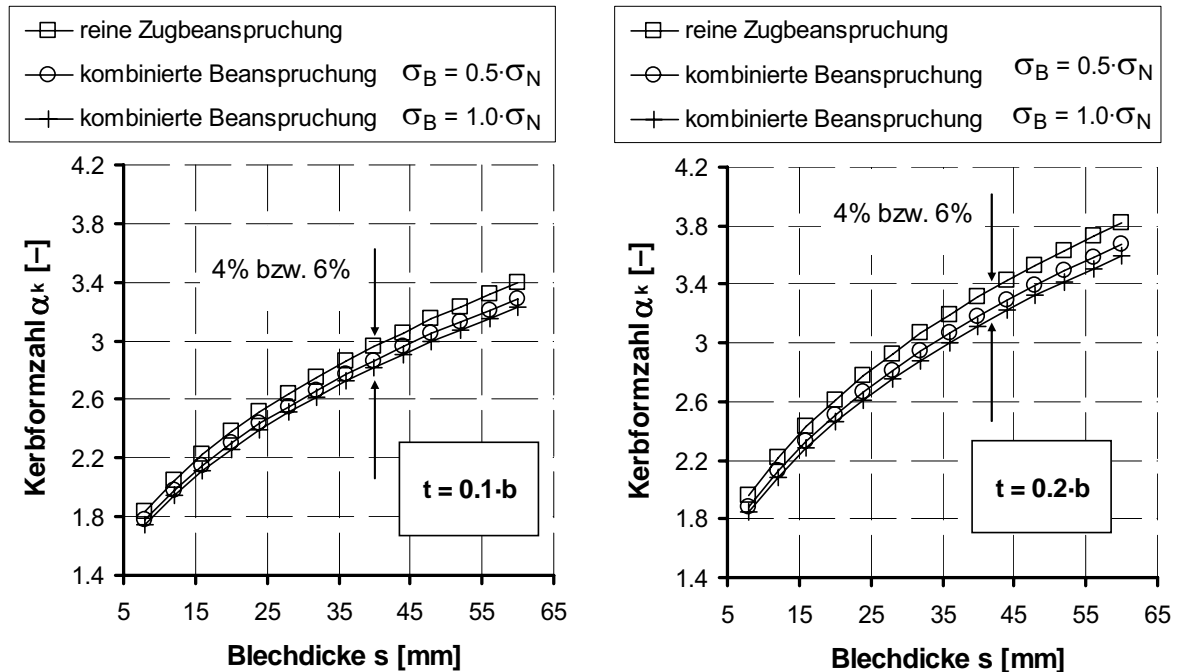 reine Zugbeanspruchung
kombinierte Beanspruchung σB = 0.5·σN
kombinierte Beanspruchung σB = 1.0·σN
4.2
3.8
3.4
3
2.6
2.2
1.8
1.4
Kerbformzahl αk [–]
4% bzw. 6%
t = 0.1·b
5 15 25 35 45 55 65
Blechdicke s [mm]
reine Zugbeanspruchung
kombinierte Beanspruchung σB = 0.5·σN
kombinierte Beanspruchung σB = 1.0·σN
4.2
3.8
3.4
3
2.6
2.2
1.8
1.4
Kerbformzahl αk [–]
4% bzw. 6%
t = 0.2·b
5 15 25 35 45 55 65
Blechdicke s [mm]